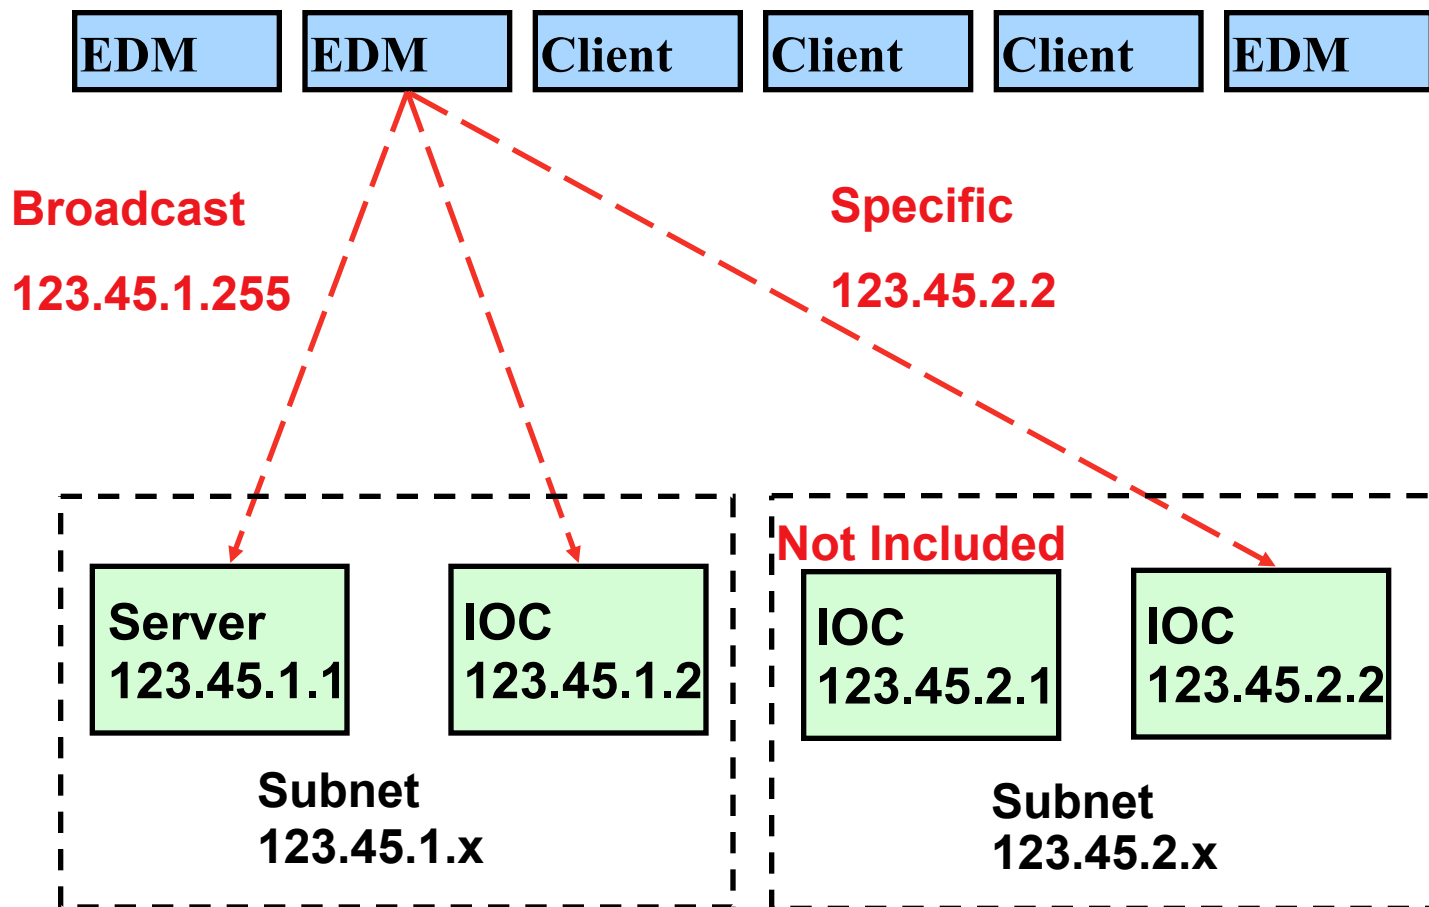 EDM EDM Client Client Client EDM
Broadcast
123.45.1.255
Specific
123.45.2.2
Not Included
Server
123.45.1.1
IOC
123.45.1.2
IOC
123.45.2.1
IOC
123.45.2.2
Subnet
123.45.1.x
Subnet
123.45.2.x